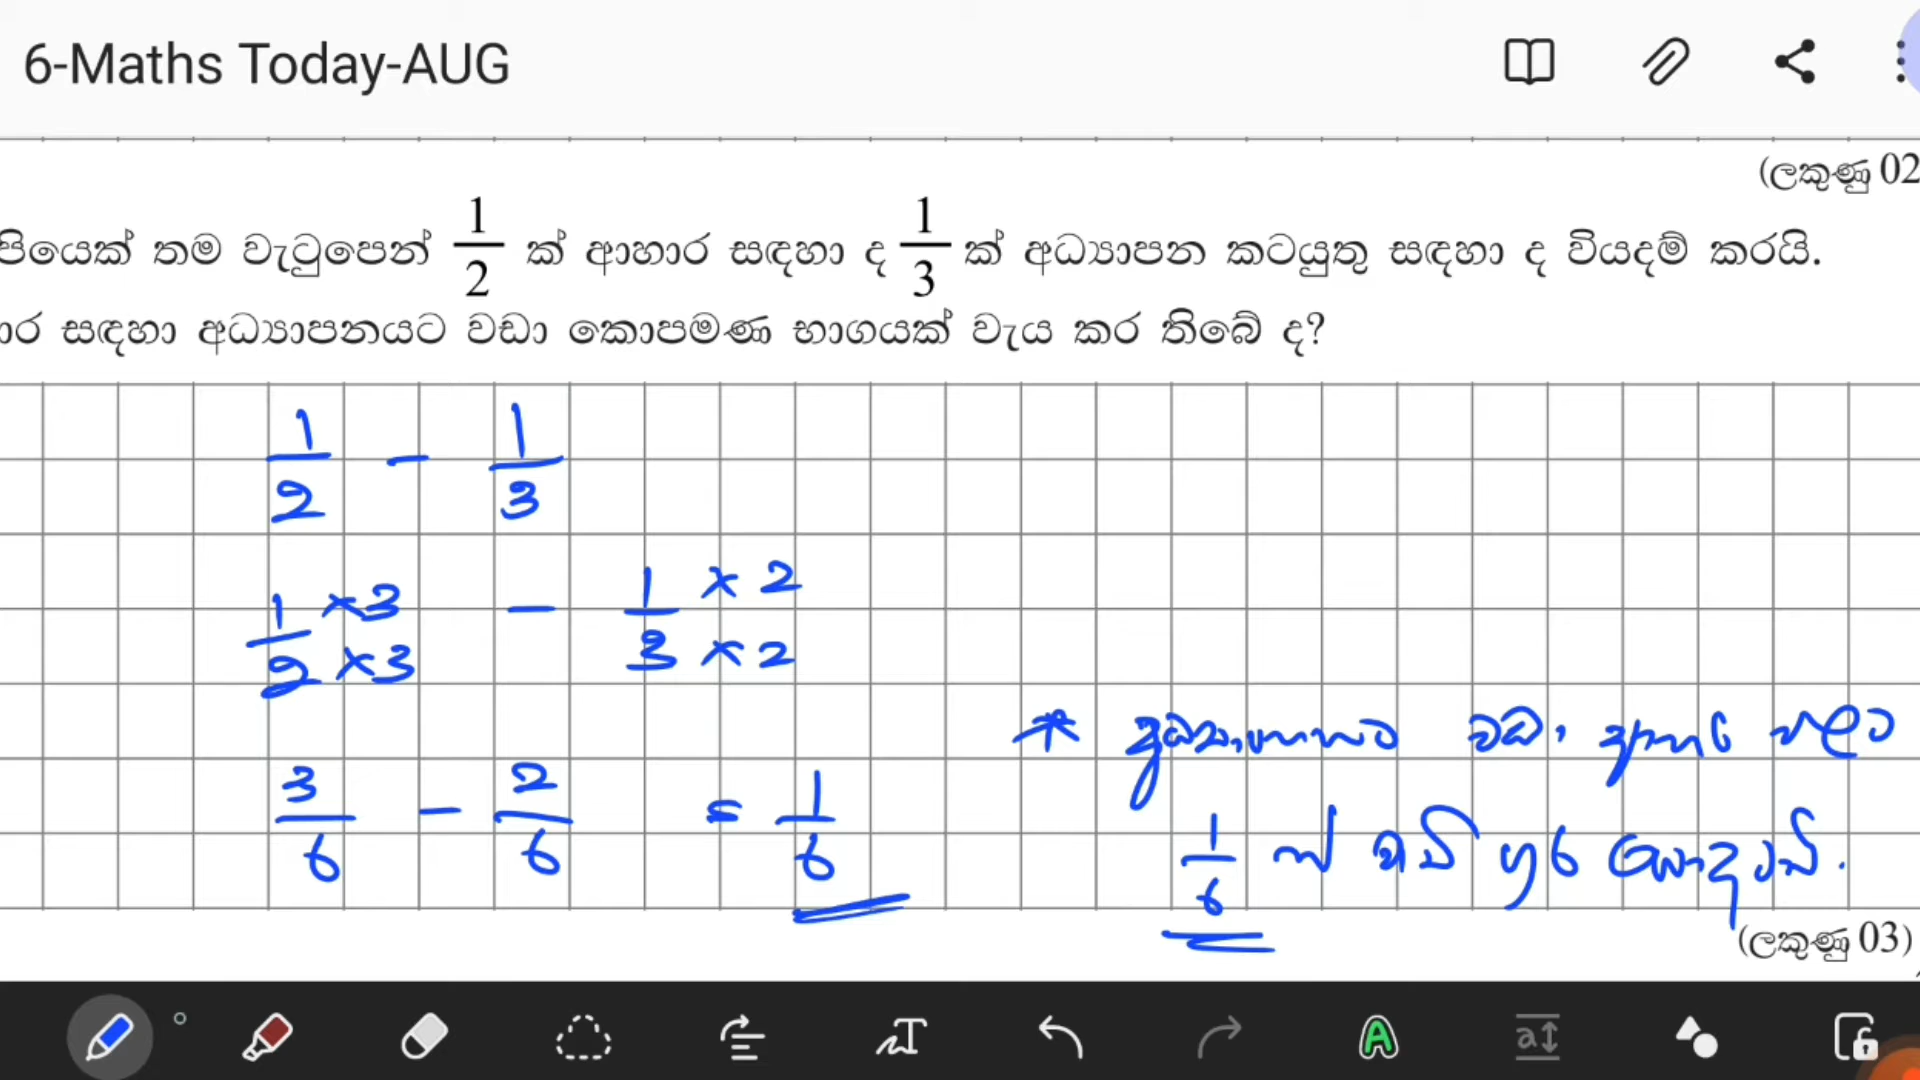 6-Maths Today-AUG
(ලකුණු 02
පියෙක් තම වැටුපෙන් 1/2 ක් ආහාර සඳහා ද 1/3 ක් අධ්‍යාපන කටයුතු සඳහා ද වියදම් කරයි.
ාර සඳහා අධ්‍යාපනයට වඩා කොපමණ භාගයක් වැය කර තිබේ ද?
1/2 - 1/3
1×3/2×3 - 1×2/3×2
* අධ්‍යාපනයට වඩා ආහාර වලට
3/6 - 2/6 = 1/6
1/6 ක් වැඩි පුර යොදවයි.
(ලකුණු 03)